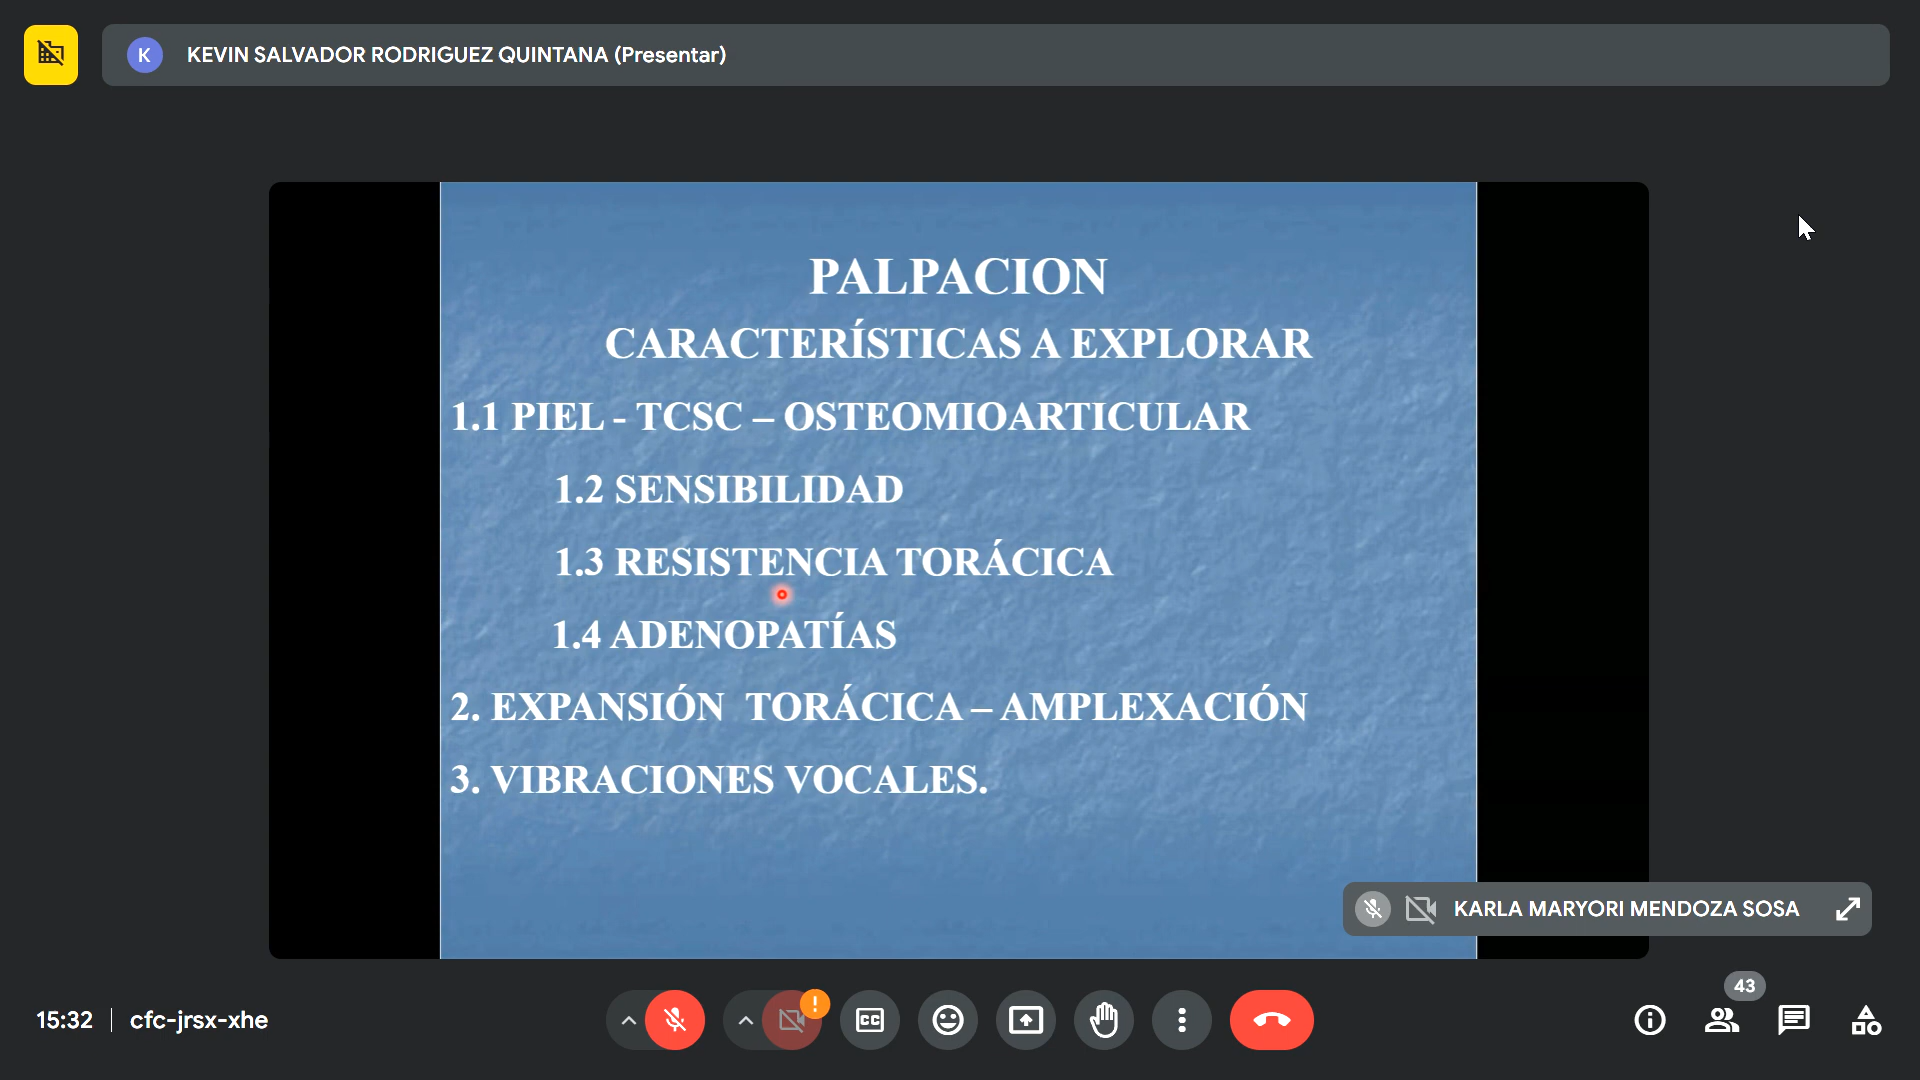 K KEVIN SALVADOR RODRIGUEZ QUINTANA (Presentar)
PALPACION
CARACTERÍSTICAS A EXPLORAR
1.1 PIEL - TCSC – OSTEOMIOARTICULAR
1.2 SENSIBILIDAD
1.3 RESISTENCIA TORÁCICA
1.4 ADENOPATÍAS
2. EXPANSIÓN TORÁCICA – AMPLEXACIÓN
3. VIBRACIONES VOCALES.
KARLA MARYORI MENDOZA SOSA
43
15:32 | cfc-jrsx-xhe
! CC